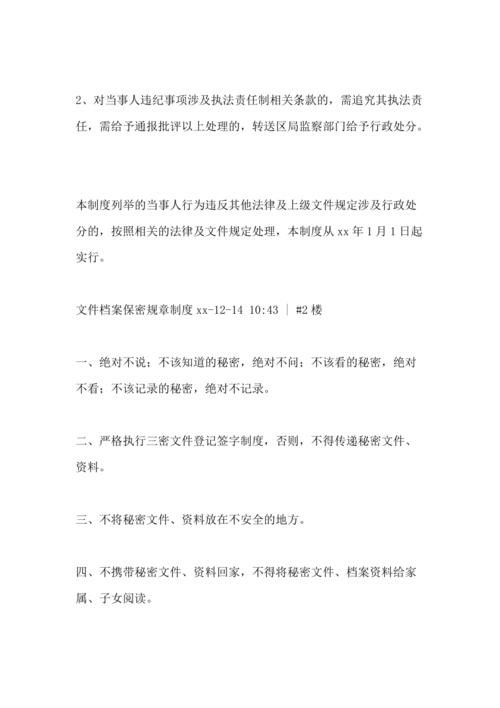 2、对当事人违纪事项涉及执法责任制相关条款的，需追究其执法责
任，需给予通报批评以上处理的，转送区局监察部门给予行政处分。
本制度列举的当事人行为违反其他法律及上级文件规定涉及行政处
分的，按照相关的法律及文件规定处理，本制度从 xx 年 1 月 1 日起
实行。
文件档案保密规章制度 xx-12-14 10:43 | #2 楼
一、绝对不说；不该知道的秘密，绝对不问；不该看的秘密，绝对
不看；不该记录的秘密，绝对不记录。
二、严格执行三密文件登记签字制度，否则，不得传递秘密文件、
资料。
三、不将秘密文件、资料放在不安全的地方。
四、不携带秘密文件、资料回家，不得将秘密文件、档案资料给家
属、子女阅读。